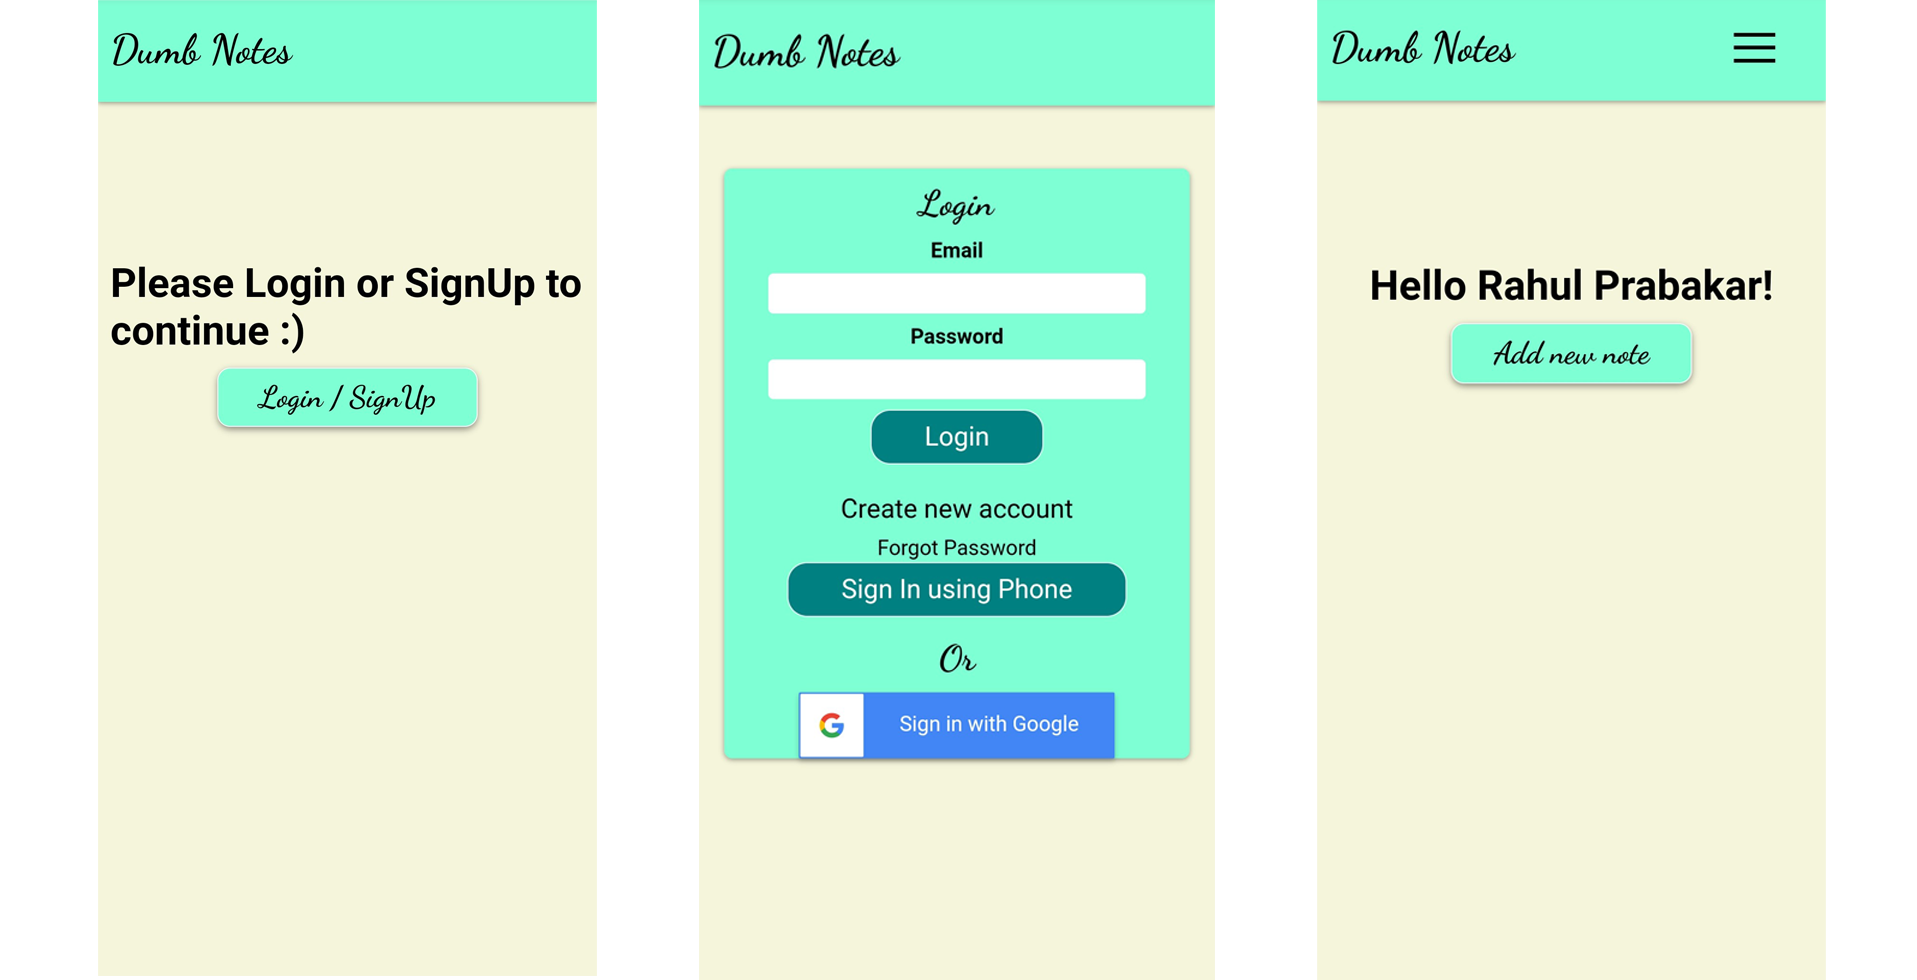 Dumb Notes
Please Login or SignUp to
continue :)
Login / SignUp
Dumb Notes
Login
Email
Password
Login
Create new account
Forgot Password
Sign In using Phone
Or
G
Sign in with Google
Dumb Notes
Hello Rahul Prabakar!
Add new note